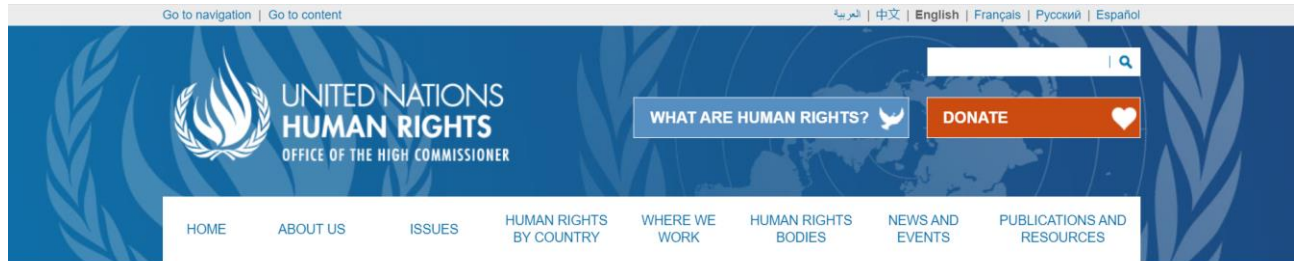 Go to navigation | Go to content
العربية | 中文 | English | Français | Русский | Español
UNITED NATIONS
HUMAN RIGHTS
OFFICE OF THE HIGH COMMISSIONER
WHAT ARE HUMAN RIGHTS?
DONATE
HOME
ABOUT US
ISSUES
HUMAN RIGHTS
BY COUNTRY
WHERE WE
WORK
HUMAN RIGHTS
BODIES
NEWS AND
EVENTS
PUBLICATIONS AND
RESOURCES